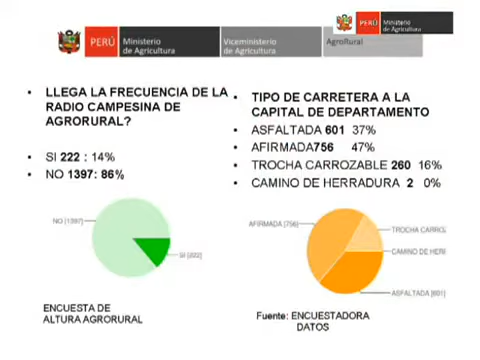 PERÚ
Ministerio
de Agricultura
Viceministerio
de Agricultura
AgroRural
PERÚ
Ministerio
de Agricultura
• LLEGA LA FRECUENCIA DE LA
RADIO CAMPESINA DE
AGRORURAL?
• SI 222 : 14%
• NO 1397: 86%
NO [1397]
SI [222]
ENCUESTA DE
ALTURA AGRORURAL
• TIPO DE CARRETERA A LA
CAPITAL DE DEPARTAMENTO
• ASFALTADA 601 37%
• AFIRMADA756 47%
• TROCHA CARROZABLE 260 16%
• CAMINO DE HERRADURA 2 0%
AFIRMADA [756]
TROCHA CARROZ
CAMINO DE HERR
ASFALTADA [601]
Fuente: ENCUESTADORA
DATOS